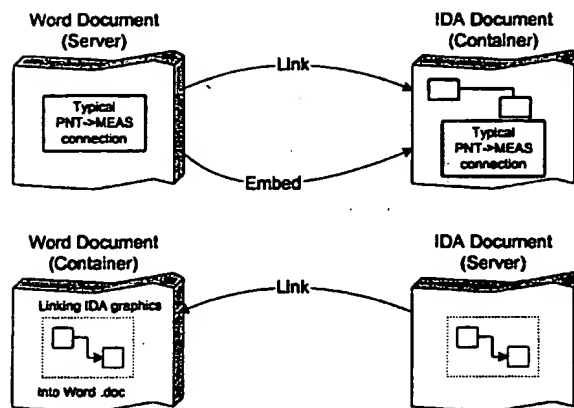 Word Document
(Server)
IDA Document
(Container)
Link
Typical
PNT->MEAS
connection
Typical
PNT->MEAS
connection
Embed
Word Document
(Container)
IDA Document
(Server)
Link
Linking IDA graphics
into Word .doc